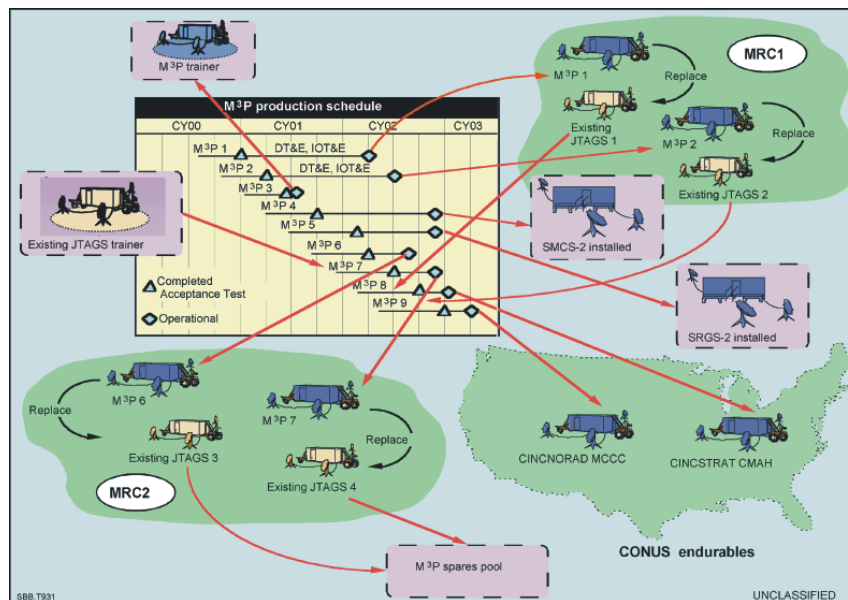 M³P trainer
MRC1
M³P 1
Replace
Existing
JTAGS 1
M³P 2
Replace
Existing JTAGS 2
M³P production schedule
CY00 CY01 CY02 CY03
M³P 1 DT&E, IOT&E
M³P 2 DT&E, IOT&E
M³P 3
M³P 4
M³P 5
M³P 6
M³P 7
M³P 8
M³P 9
Completed
Acceptance Test
Operational
Existing JTAGS trainer
SMCS-2 installed
SRGS-2 installed
M³P 6
Replace
Existing JTAGS 3
M³P 7
Replace
Existing JTAGS 4
MRC2
CINCNORAD MCCC
CINCSTRAT CMAH
CONUS endurables
M³P spares pool
SBB.T931
UNCLASSIFIED